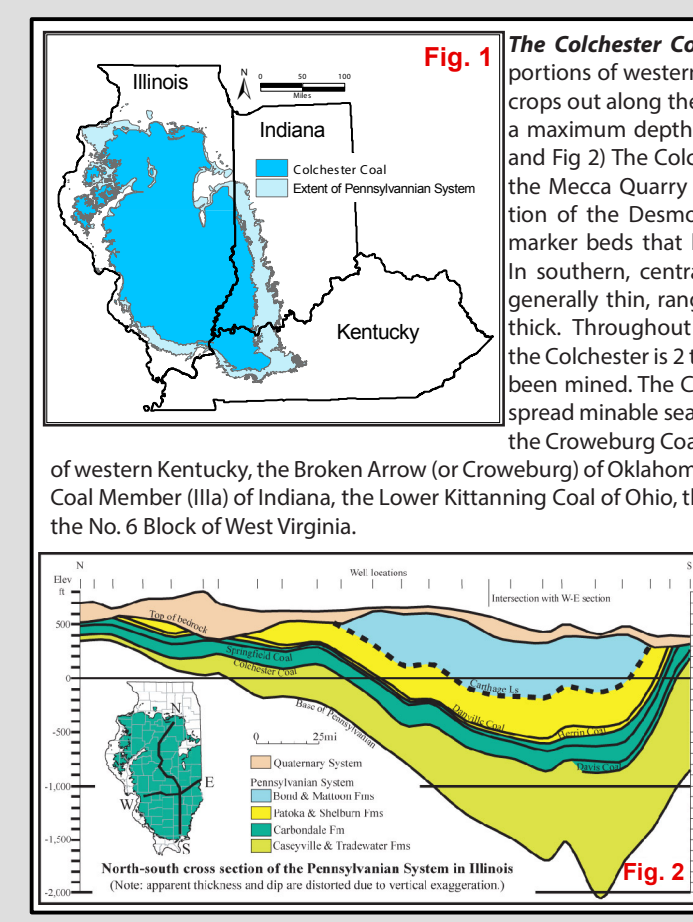 Fig. 1
Illinois
N
0 50 100
Miles
Indiana
Colchester Coal
Extent of Pennsylvannian System
Kentucky
The Colchester Co
portions of western
crops out along the
a maximum depth
and Fig 2) The Colc
the Mecca Quarry
tion of the Desmo
marker beds that
In southern, centra
generally thin, rang
thick. Throughout
the Colchester is 2 t
been mined. The C
spread minable sea
the Croweburg Coa
of western Kentucky, the Broken Arrow (or Croweburg) of Oklahom
Coal Member (IIIa) of Indiana, the Lower Kittanning Coal of Ohio, th
the No. 6 Block of West Virginia.
N
S
Well locations
Elev
ft
Intersection with W-E section
500
0
-500
-1,000
-1,500
-2,000
Top of bedrock
Springfield Coal
Colchester Coal
Base of Pennsylvanian
Carthage Ls
Danville Coal
Herrin Coal
Davis Coal
N
E
W
S
0 25mi
Quaternary System
Pennsylvanian System
Bond & Mattoon Fms
Patoka & Shelburn Fms
Carbondale Fm
Caseyville & Tradewater Fms
North-south cross section of the Pennsylvanian System in Illinois
(Note: apparent thickness and dip are distorted due to vertical exaggeration.)
Fig. 2